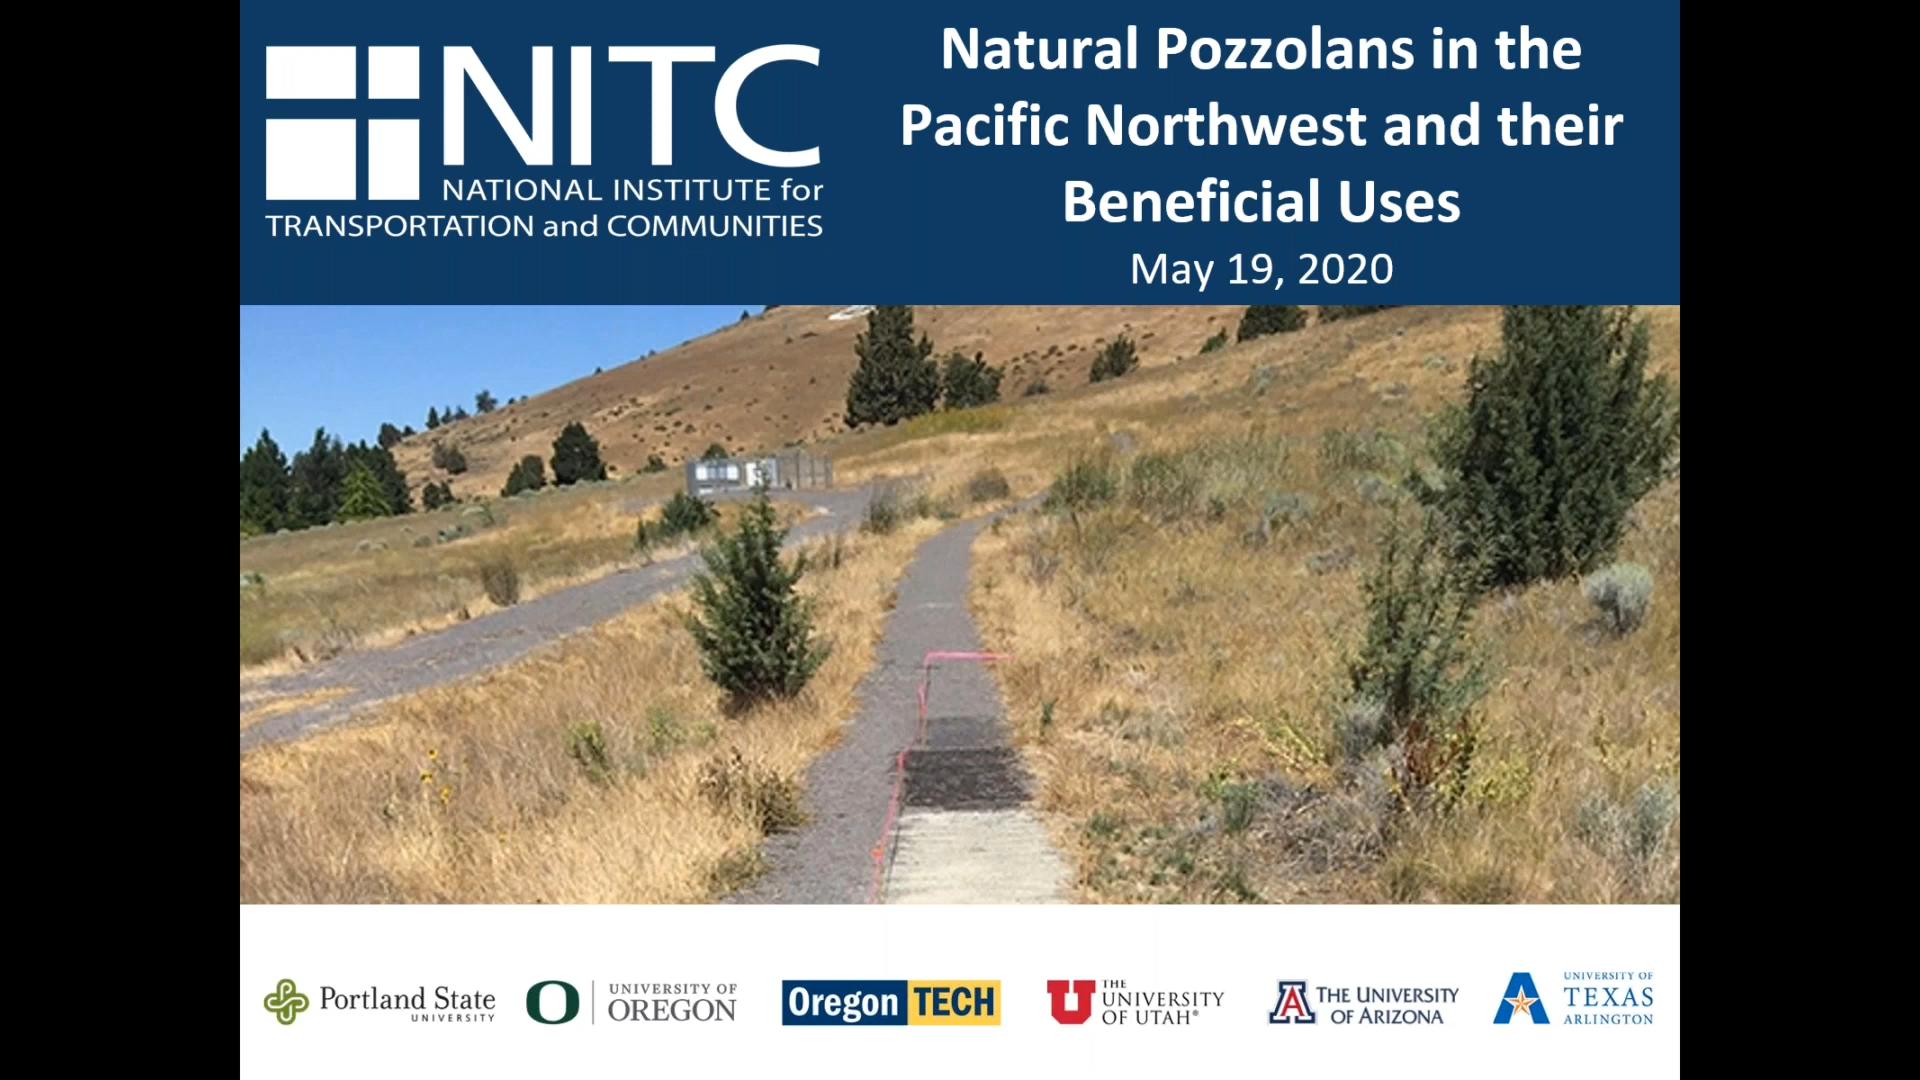 NITC
NATIONAL INSTITUTE for
TRANSPORTATION and COMMUNITIES
Natural Pozzolans in the
Pacific Northwest and their
Beneficial Uses
May 19, 2020
Portland State
UNIVERSITY
O
UNIVERSITY OF
OREGON
Oregon TECH
U
THE
UNIVERSITY
OF UTAH®
A
THE UNIVERSITY
OF ARIZONA
A
UNIVERSITY OF
TEXAS
ARLINGTON